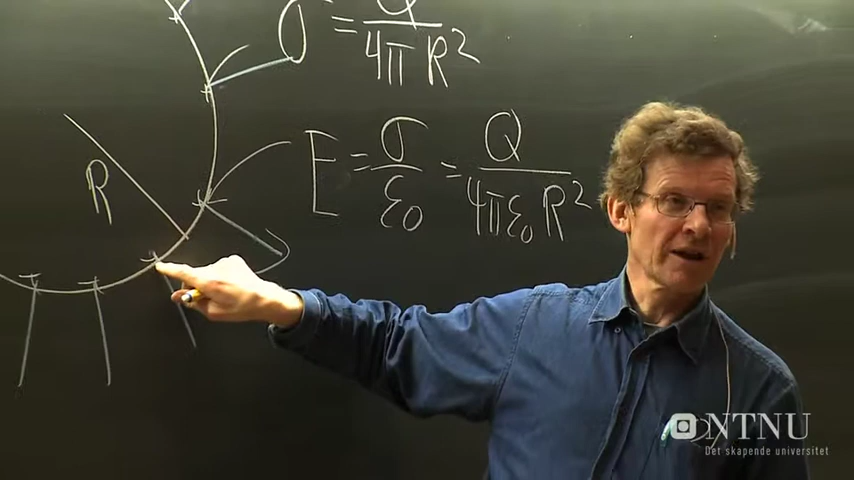 σ = Q / 4πR²
E = σ/ε₀ = Q / 4πε₀R²
R
NTNU
Det skapende universitet